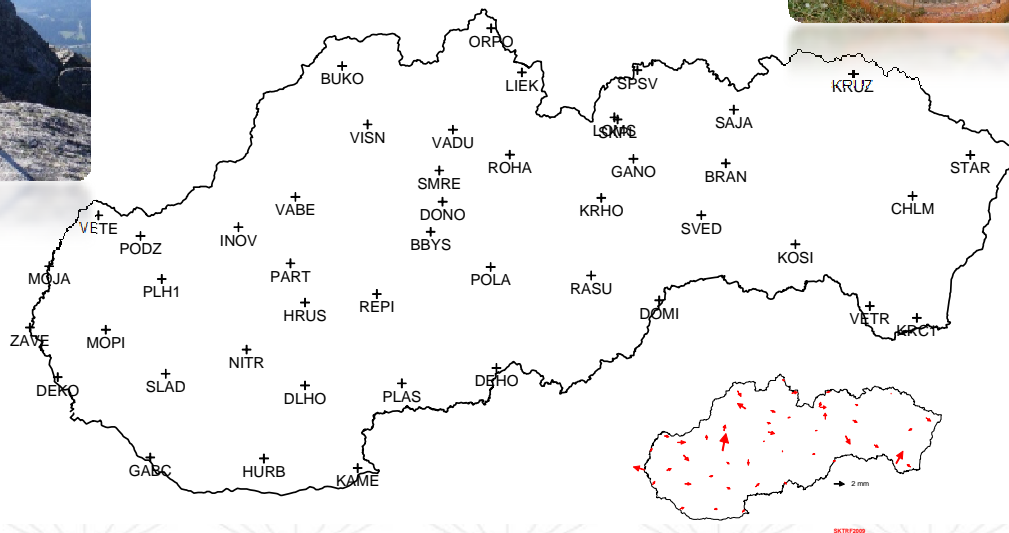 ORPO
BUKO
LIEK
SPSV
KRUZ
SAJA
LOMS
SKPL
VISN
VADU
ROHA
GANO
BRAN
STAR
SMRE
VABE
DONO
KRHO
CHLM
VETE
PODZ
INOV
BBYS
SVED
KOSI
MOJA
PLH1
PART
POLA
RASU
HRUS
REPI
DOMI
VETR
KRCT
ZAVE
MOPI
NITR
DEKO
SLAD
DLHO
PLAS
DEHO
GABC
HURB
KAME
2 mm
SKTRF2009